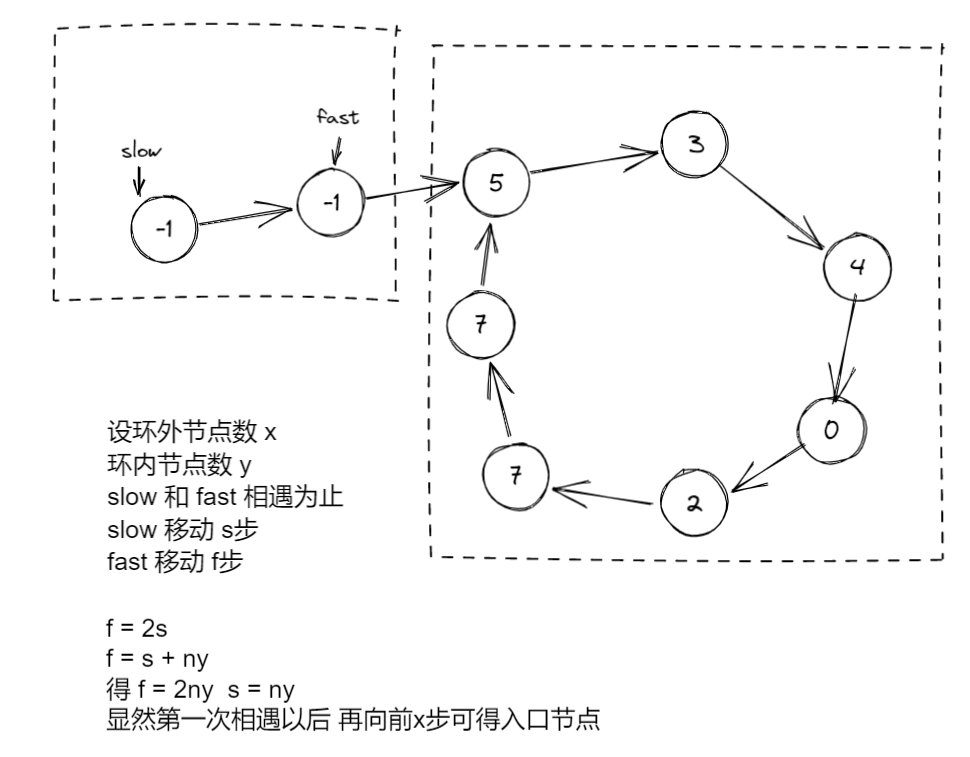 fast
slow
3
5
-1
-1
4
7
0
7
2
设环外节点数 x
环内节点数 y
slow 和 fast 相遇为止
slow 移动 s步
fast 移动 f步
f = 2s
f = s + ny
得 f = 2ny s = ny
显然第一次相遇以后 再向前x步可得入口节点